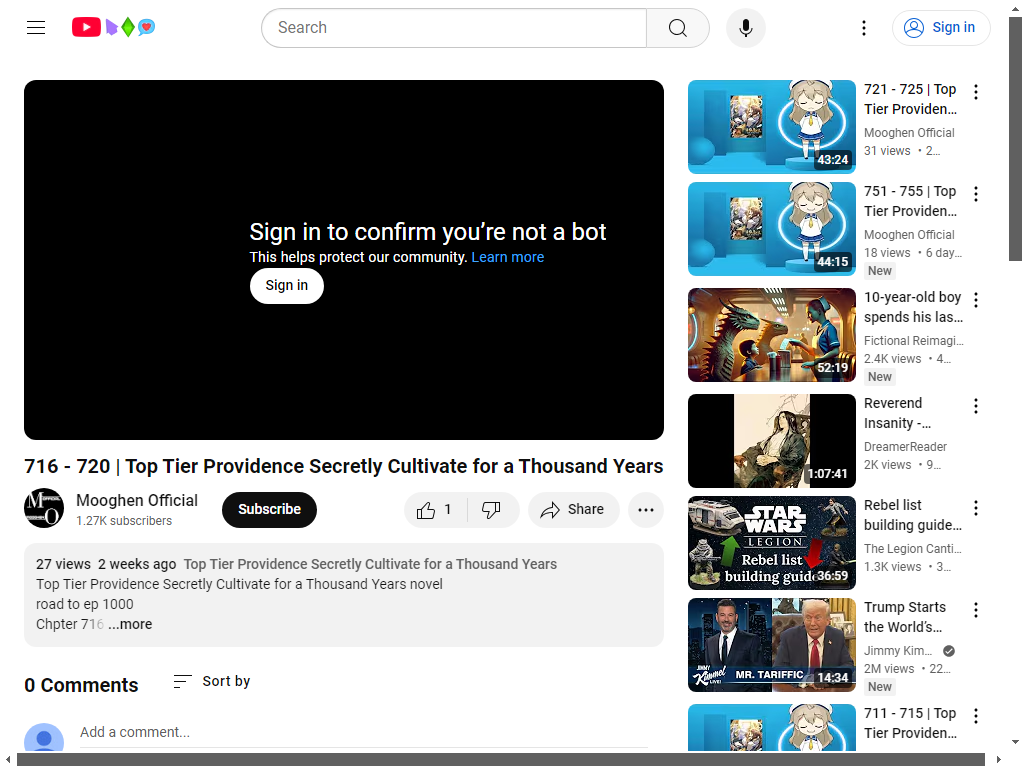 Search
Sign in
Sign in to confirm you're not a bot
This helps protect our community. Learn more
Sign in
716 - 720 | Top Tier Providence Secretly Cultivate for a Thousand Years
Mooghen Official
1.27K subscribers
Subscribe
1
Share
27 views 2 weeks ago Top Tier Providence Secretly Cultivate for a Thousand Years
Top Tier Providence Secretly Cultivate for a Thousand Years novel
road to ep 1000
Chpter 716 ...more
0 Comments
Sort by
Add a comment...
43:24
721 - 725 | Top
Tier Providen...
Mooghen Official
31 views • 2...
44:15
751 - 755 | Top
Tier Providen...
Mooghen Official
18 views • 6 day...
New
52:19
10-year-old boy
spends his las...
Fictional Reimagi...
2.4K views • 4...
New
1:07:41
Reverend
Insanity -...
DreamerReader
2K views • 9...
STAR
WARS
LEGION
Rebel list
building guide
36:59
Rebel list
building guide...
The Legion Canti...
1.3K views • 3...
JIMMY
KIMMEL
LIVE!
MR. TARIFFIC
14:34
Trump Starts
the World's...
Jimmy Kim...
2M views • 22...
New
711 - 715 | Top
Tier Providen...